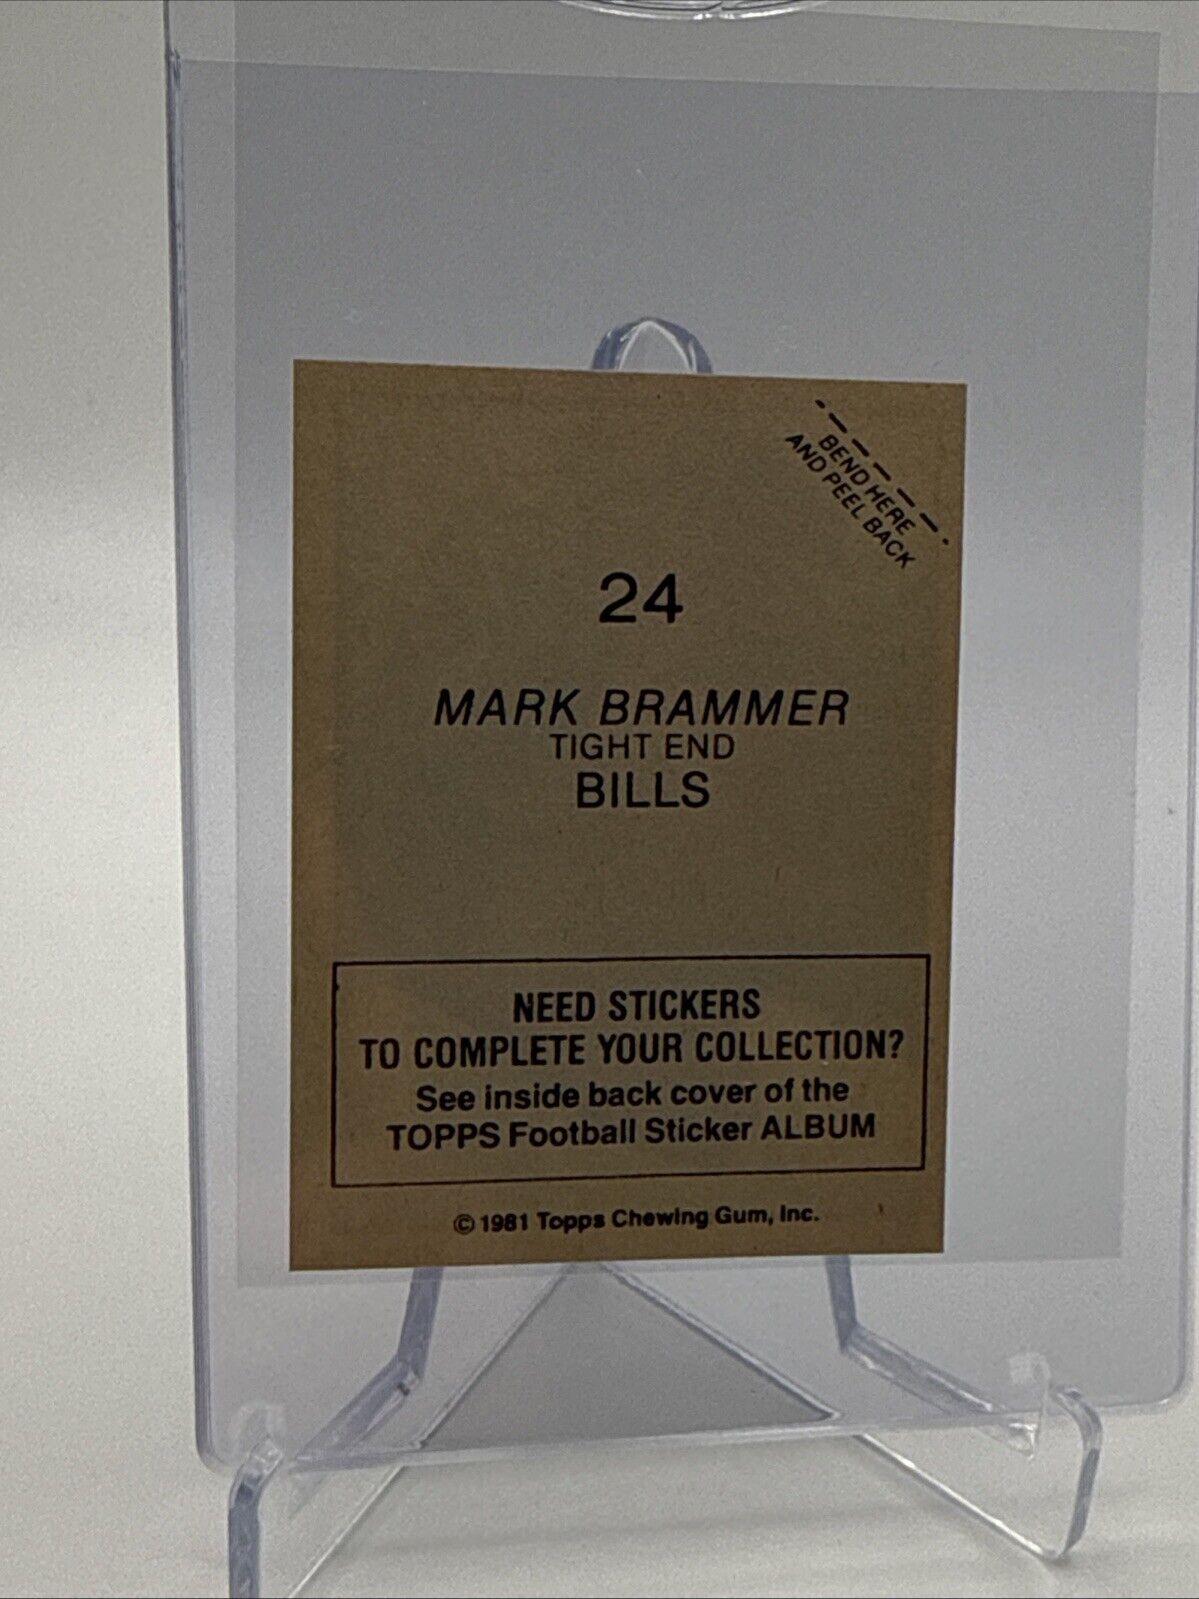 BEND HERE
AND PEEL BACK
24
MARK BRAMMER
TIGHT END
BILLS
NEED STICKERS
TO COMPLETE YOUR COLLECTION?
See inside back cover of the
TOPPS Football Sticker ALBUM
© 1981 Topps Chewing Gum, Inc.